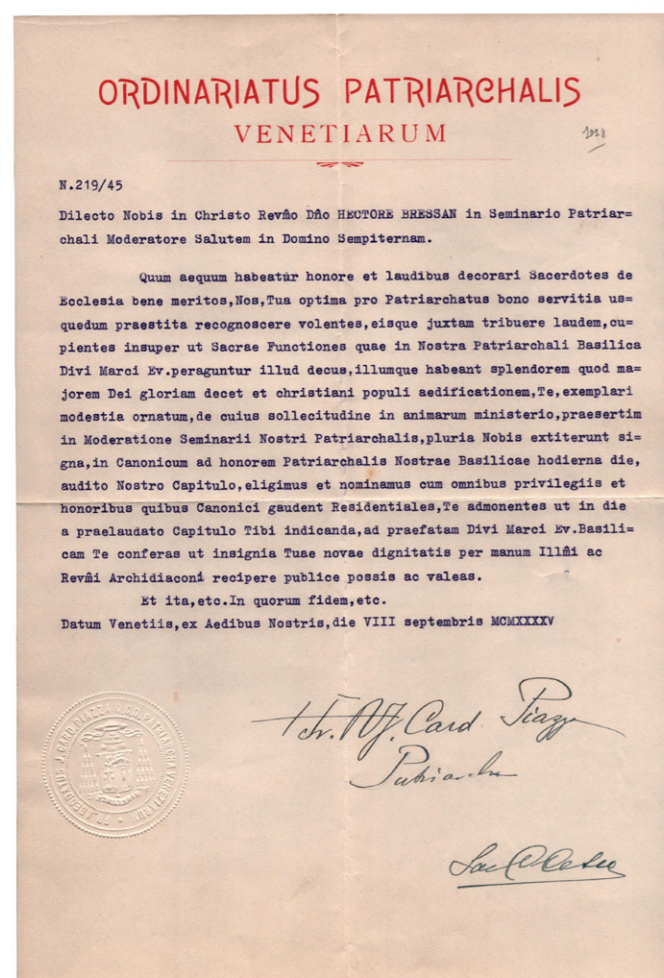 ORDINARIATUS PATRIARCHALIS
VENETIARUM
N.219/45
Dilecto Nobis in Christo Revm̂o Dn̂o HECTORE BRESSAN in Seminario Patriar=
chali Moderatore Salutem in Domino Sempiternam.
Quum aequum habeatur honore et laudibus decorari Sacerdotes de
Ecclesia bene meritos,Nos,Tua optima pro Patriarchatus bono servitia us=
quedum praestita recognoscere volentes,eisque juxtam tribuere laudem,cu=
pientes insuper ut Sacrae Functiones quae in Nostra Patriarchali Basilica
Divi Marci Ev.peraguntur illud decus,illumque habeant splendorem quod ma=
jorem Dei gloriam decet et christiani populi aedificationem,Te,exemplari
modestia ornatum,de cuius sollecitudine in animarum ministerio,praesertim
in Moderatione Seminarii Nostri Patriarchalis,pluria Nobis extiterunt si=
gna,in Canonicum ad honorem Patriarchalis Nostrae Basilicae hodierna die,
audito Nostro Capitulo,eligimus et nominamus cum omnibus privilegiis et
honoribus quibus Canonici gaudent Residentiales,Te admonentes ut in die
a praelaudato Capitulo Tibi indicanda,ad praefatam Divi Marci Ev.Basili=
cam Te conferas ut insignia Tuae novae dignitatis per manum Illm̂i ac
Revm̂i Archidiaconi recipere publice possis ac valeas.
Et ita,etc.In quorum fidem,etc.
Datum Venetiis,ex Aedibus Nostris,die VIII septembris MCMXXXXV
Card. Piazza
Patriarcha